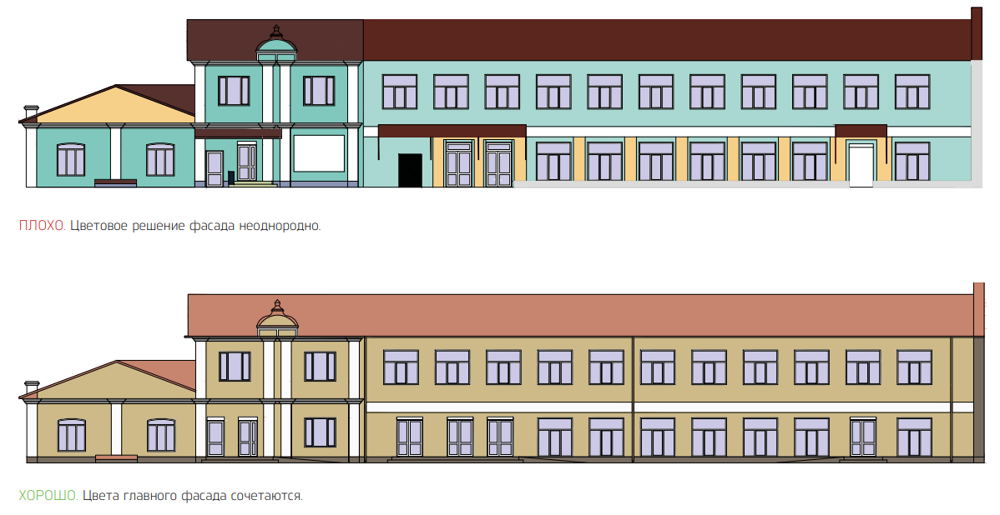 ПЛОХО. Цветовое решение фасада неоднородно.
ХОРОШО. Цвета главного фасада сочетаются.